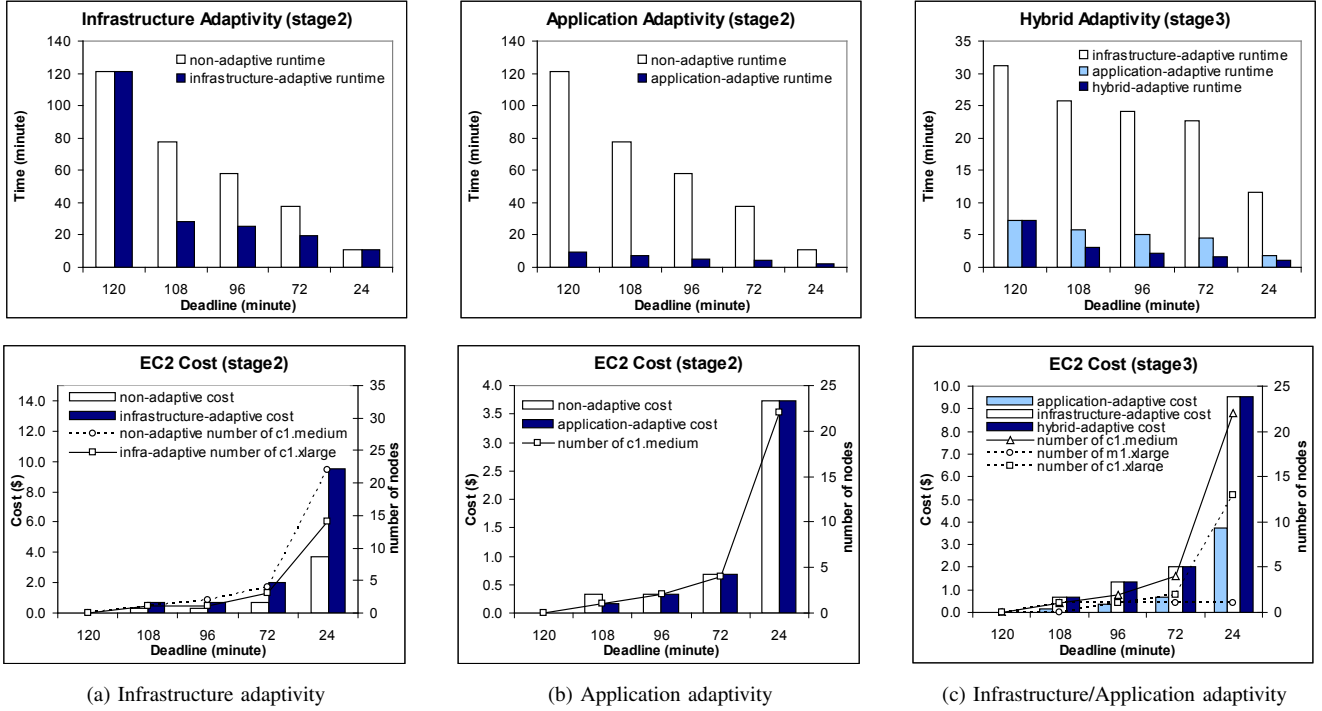 Infrastructure Adaptivity (stage2)
140
120
100
80
60
40
20
0
Time (minute)
non-adaptive runtime
infrastructure-adaptive runtime
120 108 96 72 24
Deadline (minute)
Application Adaptivity (stage2)
140
120
100
80
60
40
20
0
Time (minute)
non-adaptive runtime
application-adaptive runtime
120 108 96 72 24
Deadline (minute)
Hybrid Adaptivity (stage3)
35
30
25
20
15
10
5
0
Time (minute)
infrastructure-adaptive runtime
application-adaptive runtime
hybrid-adaptive runtime
120 108 96 72 24
Deadline (minute)
EC2 Cost (stage2)
14.0
12.0
10.0
8.0
6.0
4.0
2.0
0.0
Cost ($)
non-adaptive cost
infrastructure-adaptive cost
non-adaptive number of c1.medium
infra-adaptive number of c1.xlarge
35
30
25
20
15
10
5
0
number of nodes
120 108 96 72 24
Deadline (minute)
EC2 Cost (stage2)
4.0
3.5
3.0
2.5
2.0
1.5
1.0
0.5
0.0
Cost ($)
non-adaptive cost
application-adaptive cost
number of c1.medium
25
20
15
10
5
0
number of nodes
120 108 96 72 24
Deadline (minute)
EC2 Cost (stage3)
10.0
9.0
8.0
7.0
6.0
5.0
4.0
3.0
2.0
1.0
0.0
Cost ($)
application-adaptive cost
infrastructure-adaptive cost
hybrid-adaptive cost
number of c1.medium
number of m1.xlarge
number of c1.xlarge
25
20
15
10
5
0
number of nodes
120 108 96 72 24
Deadline (minute)
(a) Infrastructure adaptivity
(b) Application adaptivity
(c) Infrastructure/Application adaptivity